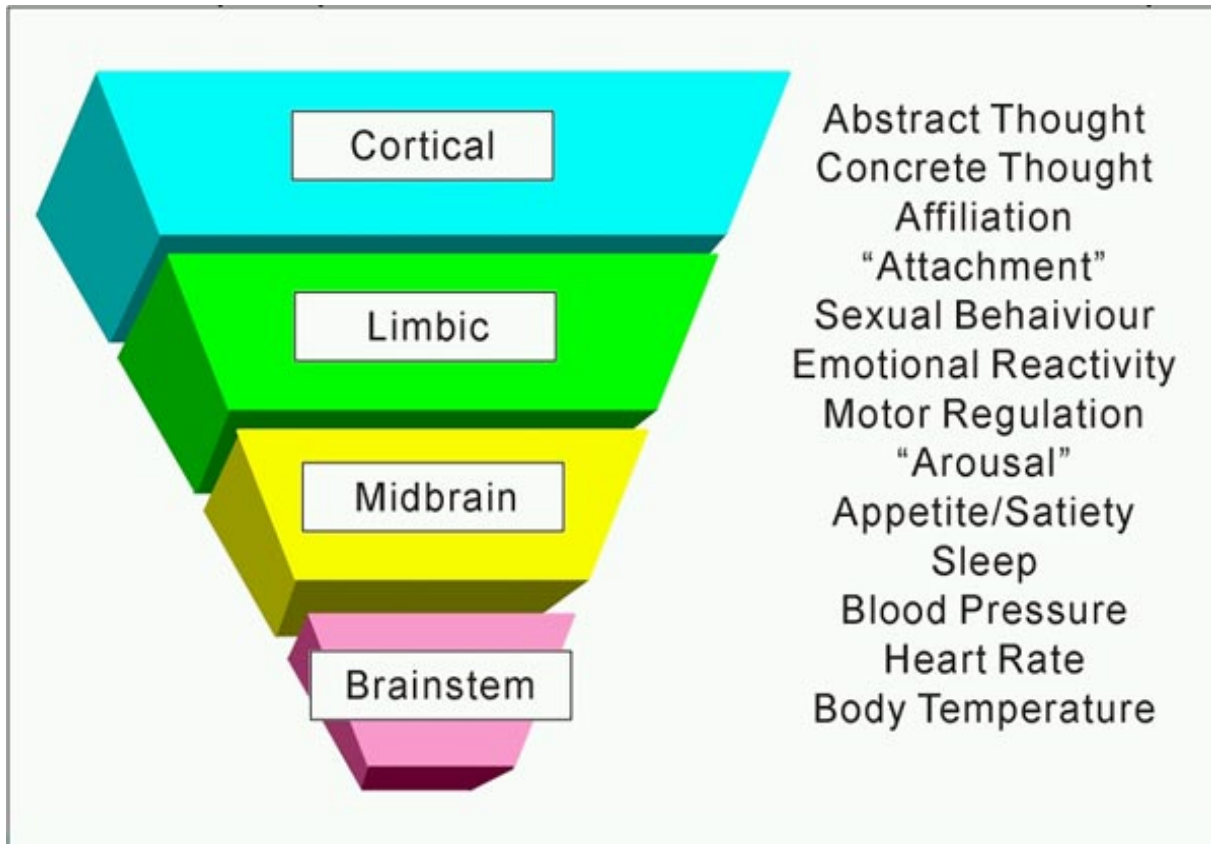 Cortical
Limbic
Midbrain
Brainstem
Abstract Thought
Concrete Thought
Affiliation
“Attachment”
Sexual Behaiviour
Emotional Reactivity
Motor Regulation
“Arousal”
Appetite/Satiety
Sleep
Blood Pressure
Heart Rate
Body Temperature